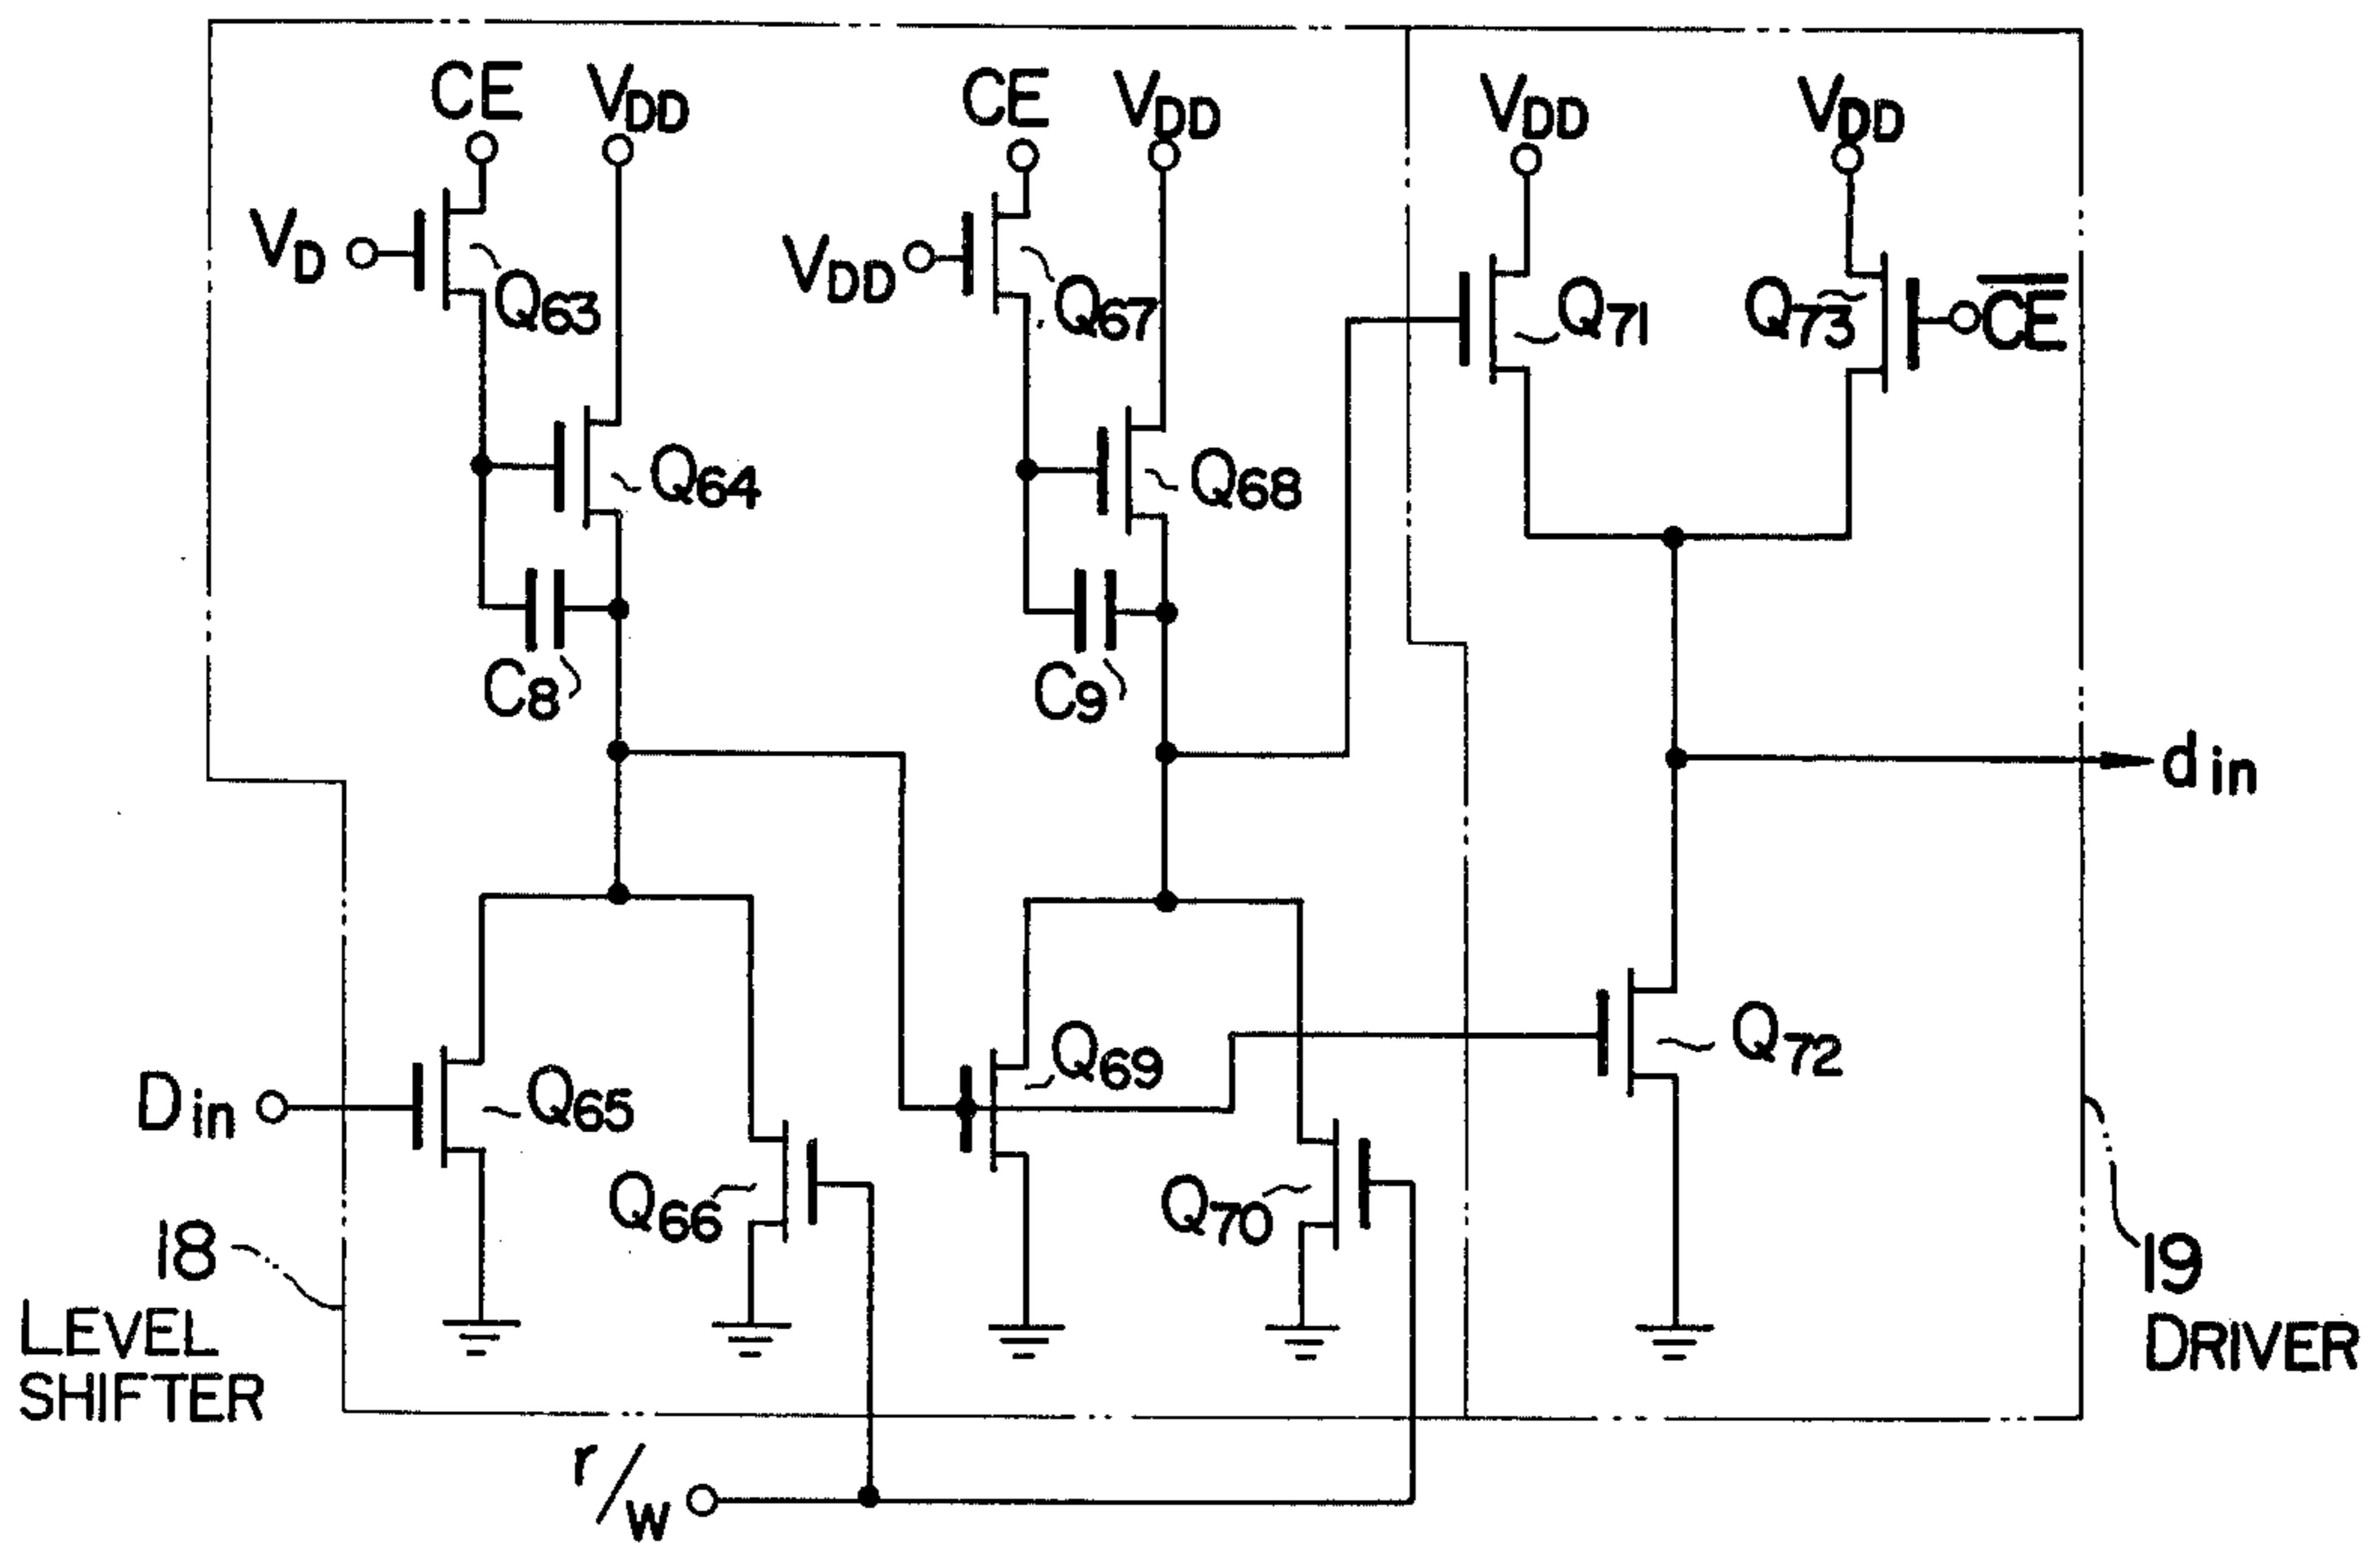 CE
VDD
CE
VDD
VDD
VDD
VD
Q63
VDD
Q67
Q71
Q73
CE
Q64
Q68
C8
C9
din
Din
Q65
Q66
Q69
Q70
Q72
18
LEVEL
SHIFTER
19
DRIVER
r/w